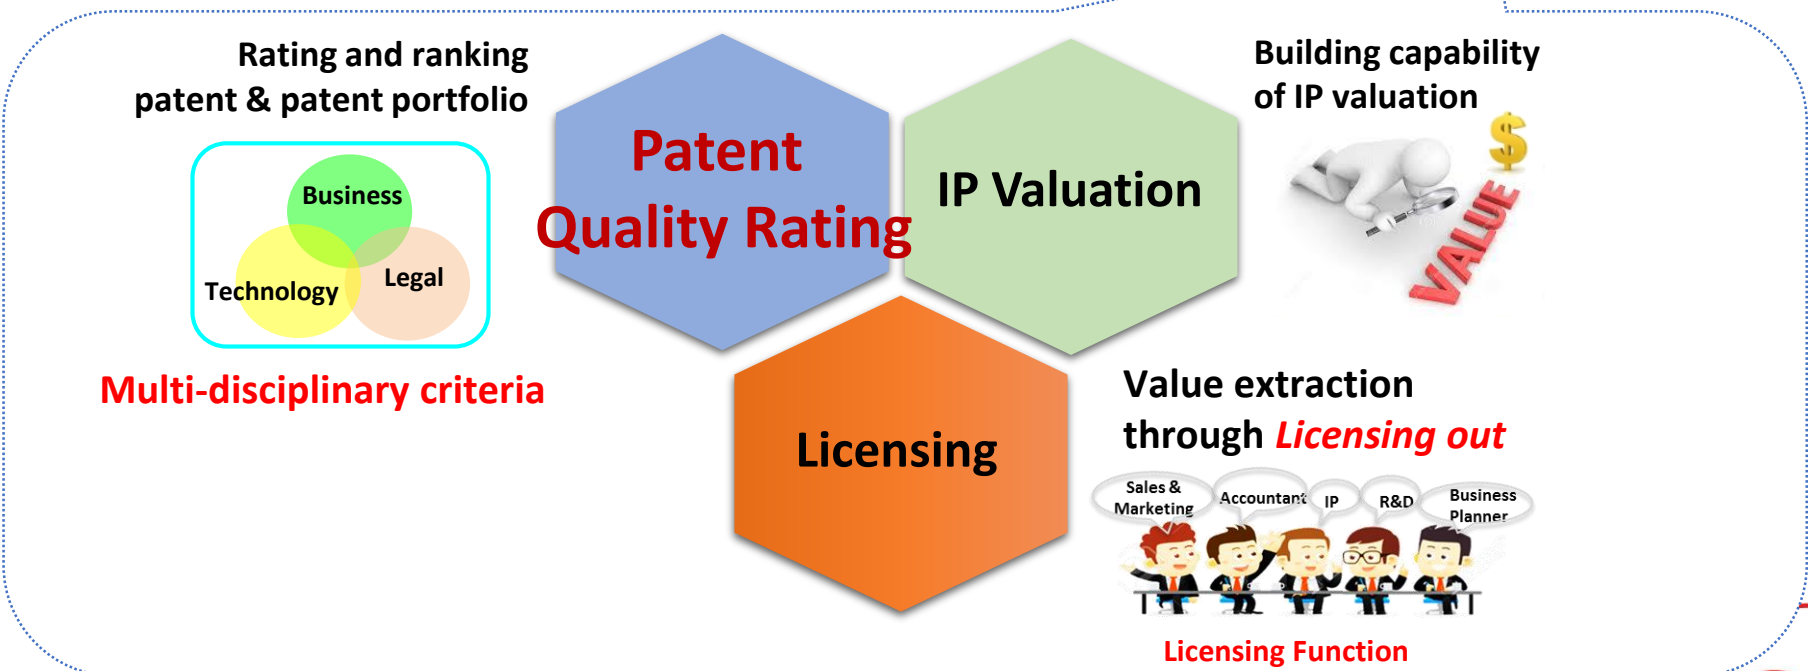 Rating and ranking
patent & patent portfolio
Business
Technology
Legal
Multi-disciplinary criteria
Patent
Quality Rating
IP Valuation
Licensing
Building capability
of IP valuation
$
VALUE
Value extraction
through Licensing out
Sales &
Marketing
Accountant
IP
R&D
Business
Planner
Licensing Function